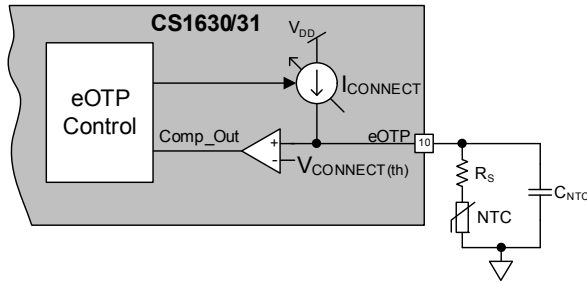 CS1630/31
VDD
eOTP
Control
ICONNECT
Comp_Out
eOTP
+
-
VCONNECT(th)
10
RS
NTC
CNTC